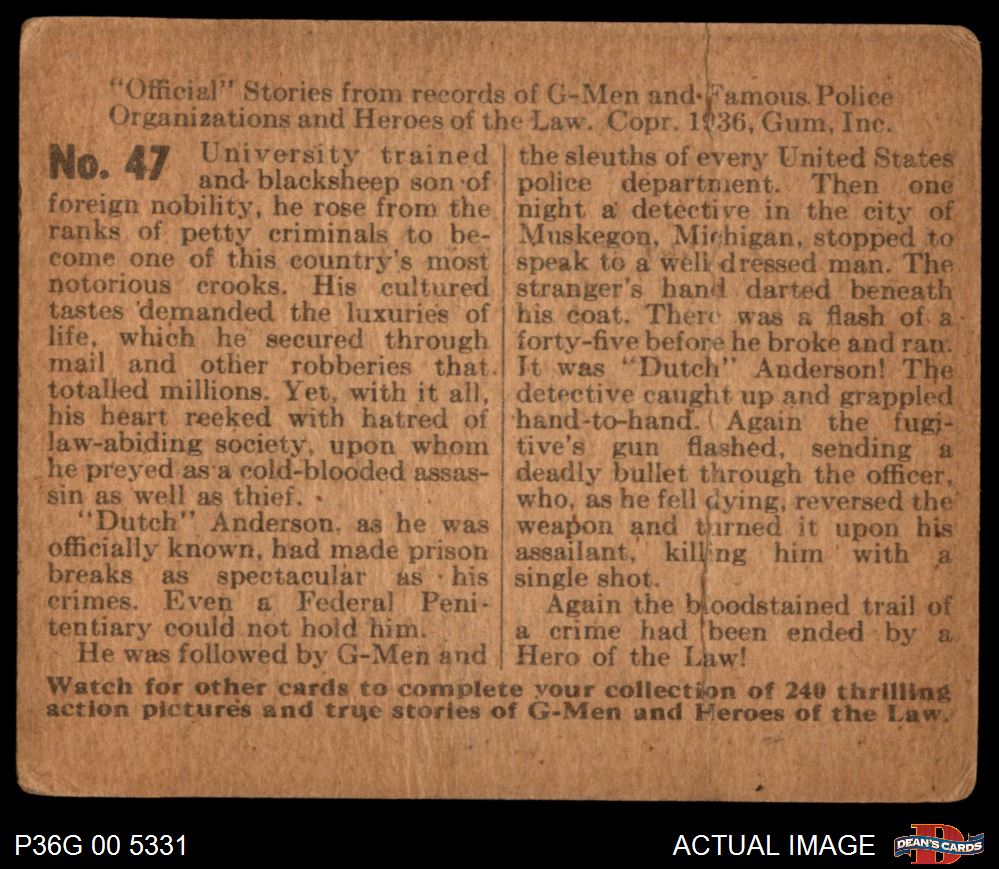 "Official" Stories from records of G-Men and Famous Police
Organizations and Heroes of the Law. Copr. 1936, Gum, Inc.
No. 47 University trained
and blacksheep son of
foreign nobility, he rose from the
ranks of petty criminals to be-
come one of this country's most
notorious crooks. His cultured
tastes demanded the luxuries of
life, which he secured through
mail and other robberies that
totalled millions. Yet, with it all,
his heart reeked with hatred of
law-abiding society, upon whom
he preyed as a cold-blooded assas-
sin as well as thief.
"Dutch" Anderson, as he was
officially known, had made prison
breaks as spectacular as his
crimes. Even a Federal Peni-
tentiary could not hold him.
He was followed by G-Men and
the sleuths of every United States
police department. Then one
night a detective in the city of
Muskegon, Michigan, stopped to
speak to a well dressed man. The
stranger's hand darted beneath
his coat. There was a flash of a
forty-five before he broke and ran.
It was "Dutch" Anderson! The
detective caught up and grappled
hand-to-hand. Again the fugi-
tive's gun flashed, sending a
deadly bullet through the officer,
who, as he fell dying, reversed the
weapon and turned it upon his
assailant, killing him with a
single shot.
Again the bloodstained trail of
a crime had been ended by a
Hero of the Law!
Watch for other cards to complete your collection of 240 thrilling
action pictures and true stories of G-Men and Heroes of the Law.
P36G 00 5331
ACTUAL IMAGE
D
DEAN'S CARDS